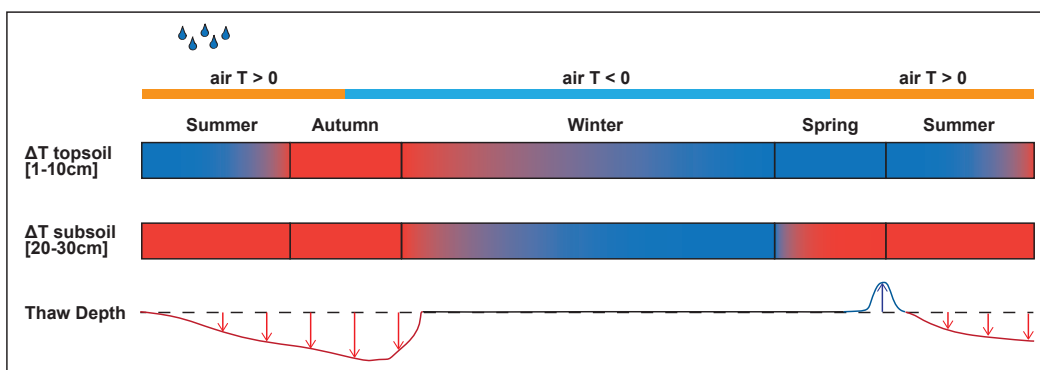 air T > 0 air T < 0 air T > 0
Summer Autumn Winter Spring Summer
ΔT topsoil
[1-10cm]
ΔT subsoil
[20-30cm]
Thaw Depth